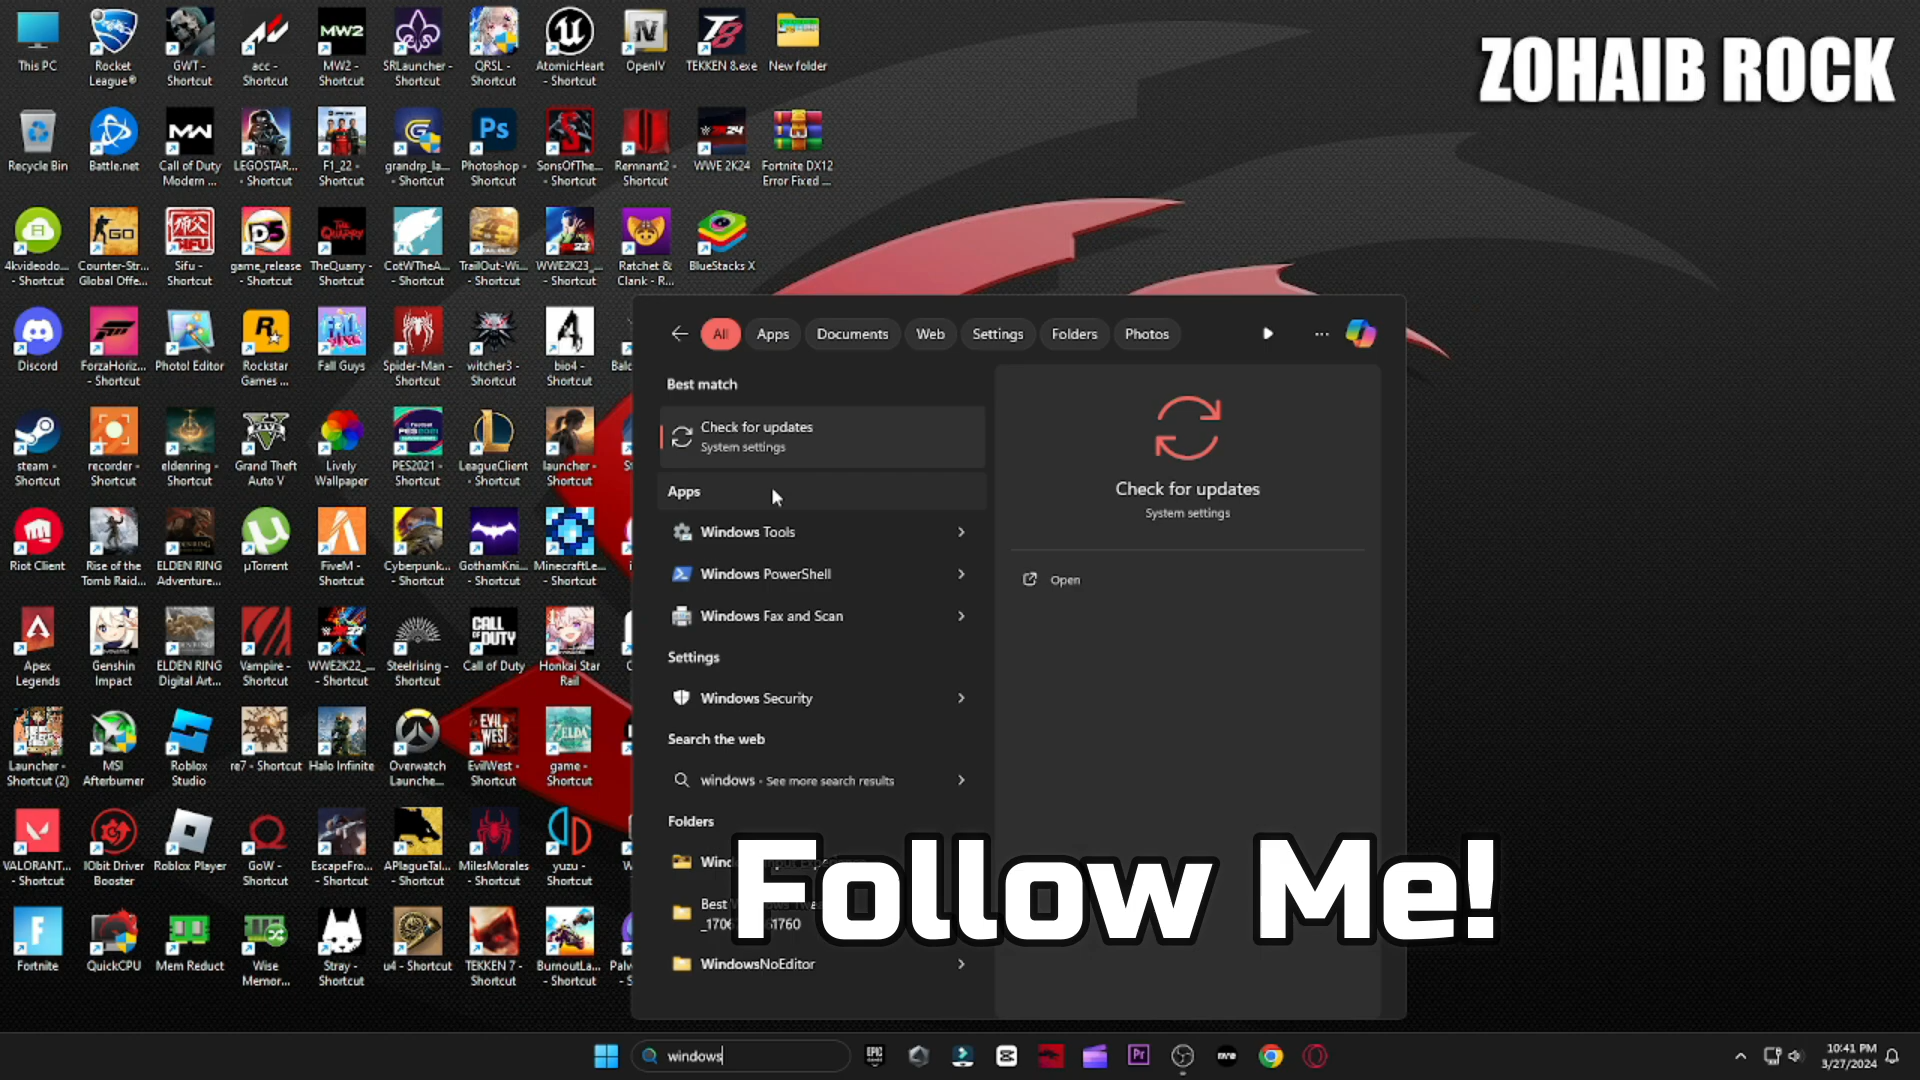 ZOHAIB ROCK
This PC
Rocket League®
GWT - Shortcut
acc - Shortcut
MW2 - Shortcut
SRLauncher - Shortcut
QRSL - Shortcut
AtomicHeart - Shortcut
OpenIV
TEKKEN 8.exe
New folder
Recycle Bin
Battle.net
Call of Duty Modern ...
LEGOSTAR... - Shortcut
F1_22 - Shortcut
grandrp_la... - Shortcut
Photoshop - Shortcut
SonsOfThe... - Shortcut
Remnant2 - Shortcut
WWE 2K24
Fortnite DX12 Error Fixed ...
4kvideodo... - Shortcut
Counter-Str... Global Offe...
Sifu - Shortcut
game_release - Shortcut
TheQuarry - Shortcut
CotWTheA... - Shortcut
TrailOut-Wi... - Shortcut
WWE2K23_... - Shortcut
Ratchet & Clank - R...
BlueStacks X
Discord
ForzaHoriz... - Shortcut
Photol Editor
Rockstar Games ...
Fall Guys
Spider-Man - Shortcut
witcher3 - Shortcut
bio4 - Shortcut
steam - Shortcut
recorder - Shortcut
eldenring - Shortcut
Grand Theft Auto V
Lively Wallpaper
PES2021 - Shortcut
LeagueClient - Shortcut
launcher - Shortcut
Riot Client
Rise of the Tomb Raid...
ELDEN RING Adventure...
µTorrent
FiveM - Shortcut
Cyberpunk... - Shortcut
GothamKni... - Shortcut
MinecraftLe... - Shortcut
Apex Legends
Genshin Impact
ELDEN RING Digital Art...
Vampire - Shortcut
WWE2K22_... - Shortcut
Steelrising - Shortcut
Call of Duty
Honkai Star Rail
Launcher - Shortcut (2)
MSI Afterburner
Roblox Studio
re7 - Shortcut
Halo Infinite
Overwatch Launche...
EvilWest - Shortcut
game - Shortcut
VALORANT... - Shortcut
IObit Driver Booster
Roblox Player
GoW - Shortcut
EscapeFro... - Shortcut
APlagueTal... - Shortcut
MilesMorales - Shortcut
yuzu - Shortcut
Fortnite
QuickCPU
Mem Reduct
Wise Memor...
Stray - Shortcut
u4 - Shortcut
TEKKEN 7 - Shortcut
BurnoutLa... - Shortcut
All
Apps
Documents
Web
Settings
Folders
Photos
Best match
Check for updates
System settings
Apps
Windows Tools
Windows PowerShell
Windows Fax and Scan
Settings
Windows Security
Search the web
windows - See more search results
Folders
WindowsNoEditor
Check for updates
System settings
Open
Follow Me!
windows
10:41 PM
3/27/2024